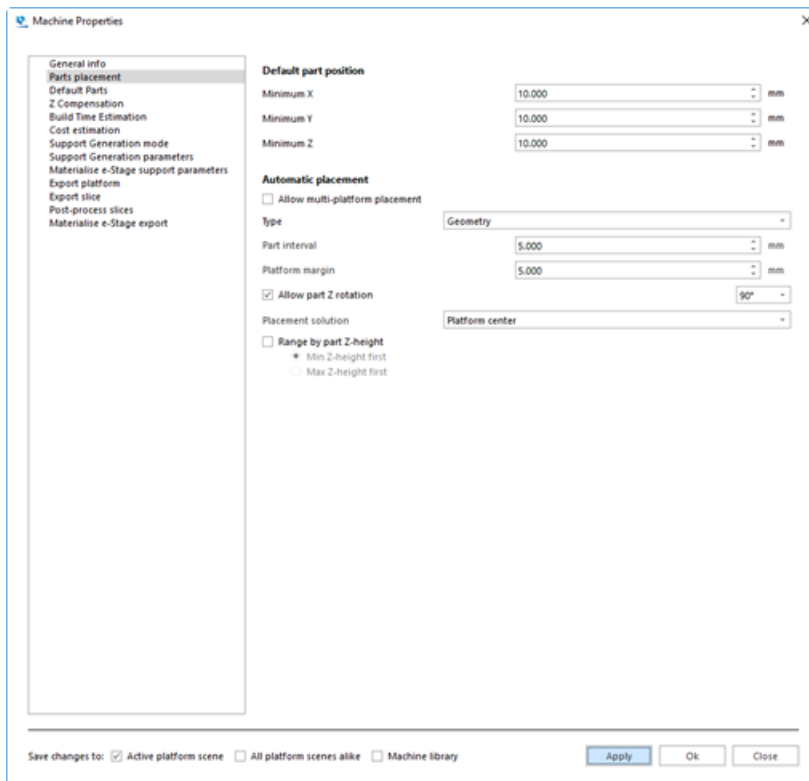 Machine Properties
General info
Parts placement
Default Parts
Z Compensation
Build Time Estimation
Cost estimation
Support Generation mode
Support Generation parameters
Materialise e-Stage support parameters
Export platform
Export slice
Post-process slices
Materialise e-Stage export
Default part position
Minimum X 10.000 mm
Minimum Y 10.000 mm
Minimum Z 10.000 mm
Automatic placement
Allow multi-platform placement
Type Geometry
Part interval 5.000 mm
Platform margin 5.000 mm
Allow part Z rotation 90°
Placement solution Platform center
Range by part Z-height
Min Z-height first
Max Z-height first
Save changes to: Active platform scene All platform scenes alike Machine library Apply Ok Close